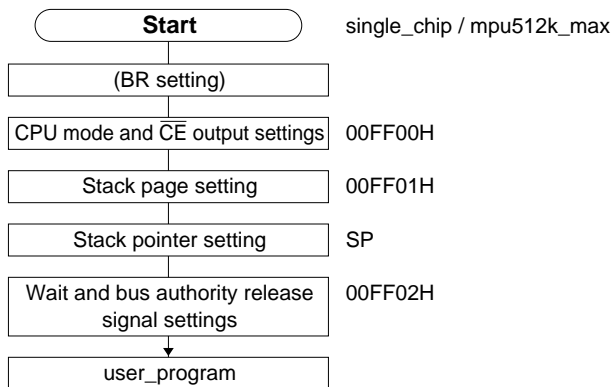 Start single_chip / mpu512k_max
(BR setting)
CPU mode and C̅E̅ output settings 00FF00H
Stack page setting 00FF01H
Stack pointer setting SP
Wait and bus authority release 00FF02H
signal settings
user_program